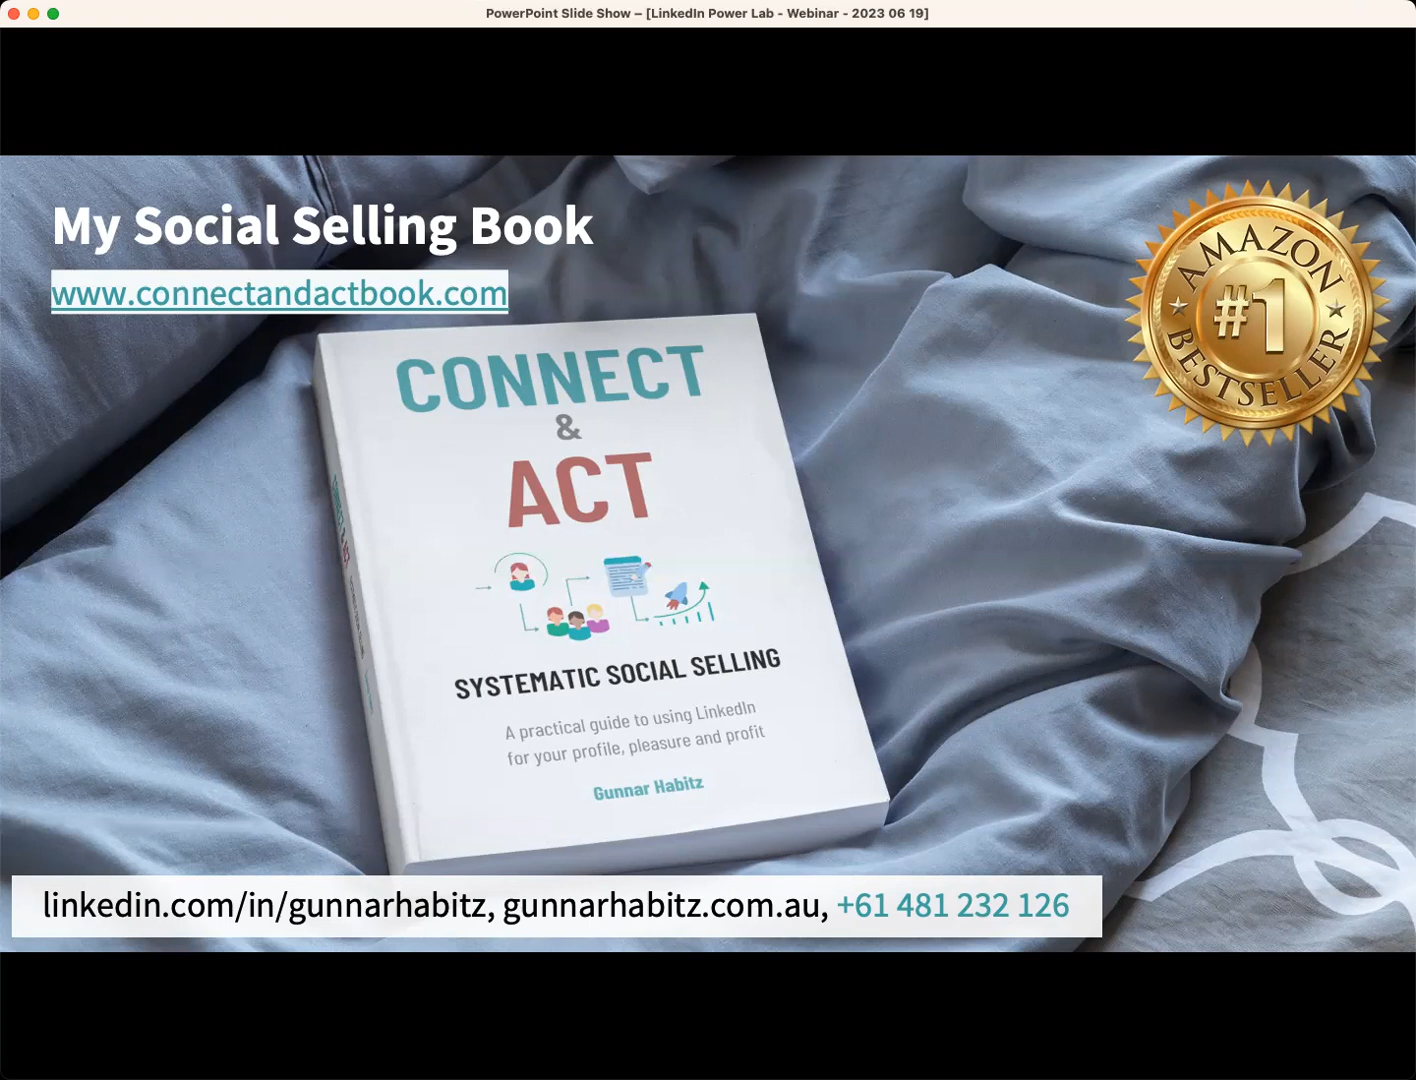 PowerPoint Slide Show – [LinkedIn Power Lab - Webinar - 2023 06 19]
My Social Selling Book
www.connectandactbook.com
AMAZON
#1
BESTSELLER
CONNECT
&
ACT
SYSTEMATIC SOCIAL SELLING
A practical guide to using LinkedIn
for your profile, pleasure and profit
Gunnar Habitz
linkedin.com/in/gunnarhabitz, gunnarhabitz.com.au, +61 481 232 126